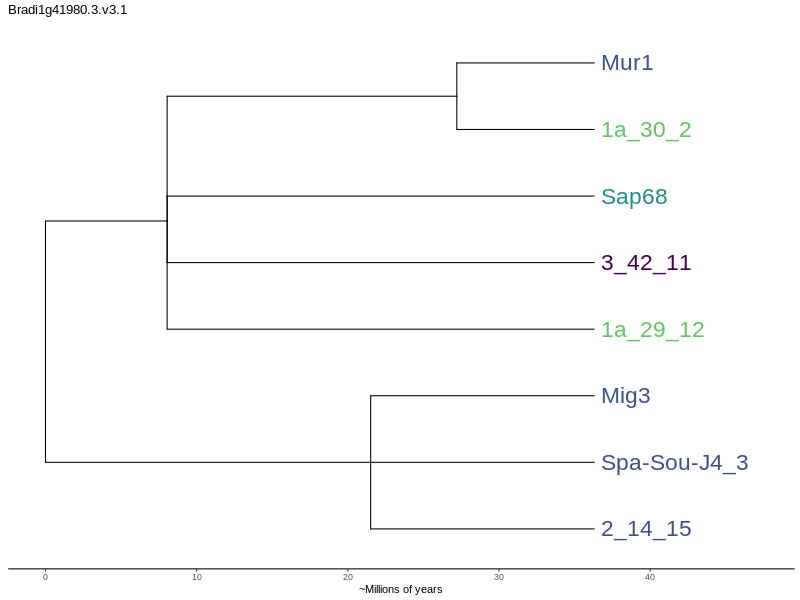 Bradi1g41980.3.v3.1
Mur1
1a_30_2
Sap68
3_42_11
1a_29_12
Mig3
Spa-Sou-J4_3
2_14_15
0 10 20 30 40
~Millions of years